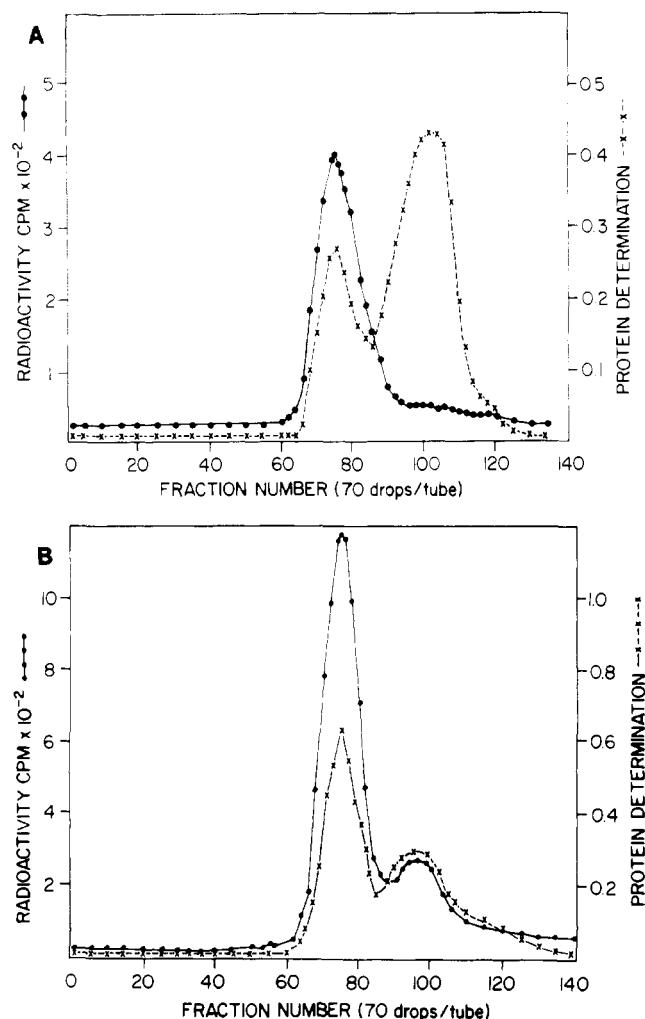 A
RADIOACTIVITY CPM x 10-2
5
4
3
2
1
0.5
0.4
0.3
0.2
0.1
PROTEIN DETERMINATION
0 20 40 60 80 100 120 140
FRACTION NUMBER (70 drops/tube)
B
RADIOACTIVITY CPM x 10-2
10
8
6
4
2
1.0
0.8
0.6
0.4
0.2
PROTEIN DETERMINATION
0 20 40 60 80 100 120 140
FRACTION NUMBER (70 drops/tube)